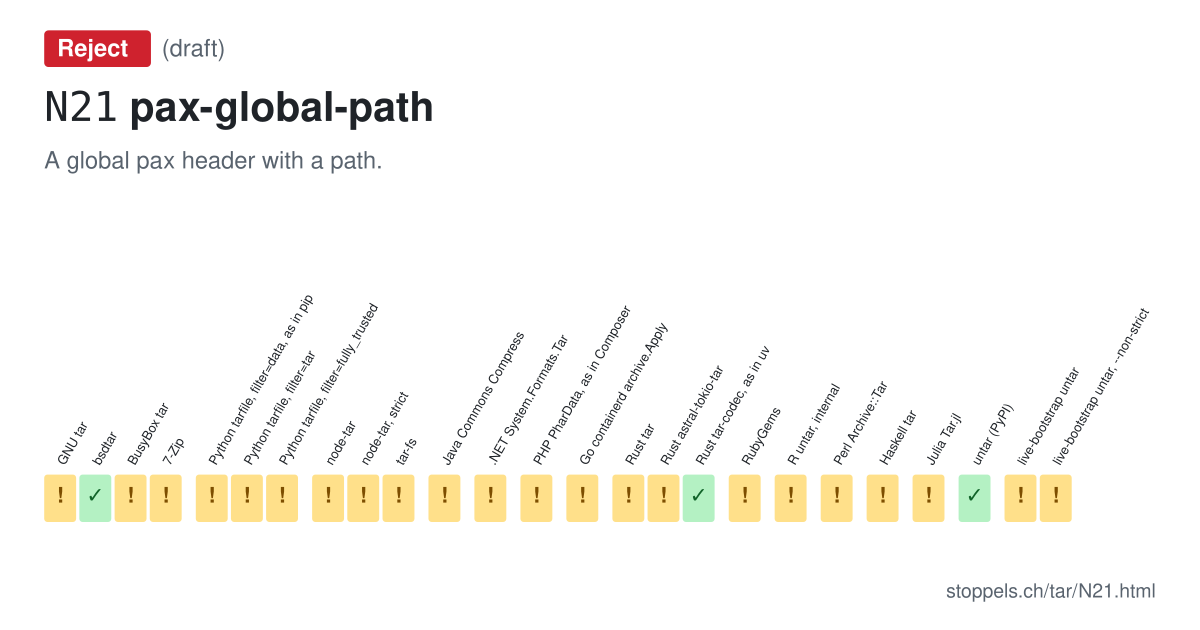 Reject (draft)
N21 pax-global-path
A global pax header with a path.
GNU tar
bsdtar
BusyBox tar
7-Zip
Python tarfile, filter=data, as in pip
Python tarfile, filter=tar
Python tarfile, filter=fully_trusted
node-tar
node-tar, strict
tar-fs
Java Commons Compress
.NET System.Formats.Tar
PHP PharData, as in Composer
Go containerd archive.Apply
Rust tar
Rust astral-tokio-tar
Rust tar-codec, as in uv
RubyGems
R untar, internal
Perl Archive::Tar
Haskell tar
Julia Tar.jl
untar (PyPI)
live-bootstrap untar
live-bootstrap untar, --non-strict
! ✓ ! ! ! ! ! ! ! ! ! ! ! ! ! ! ✓ ! ! ! ! ! ✓ ! !
stoppels.ch/tar/N21.html